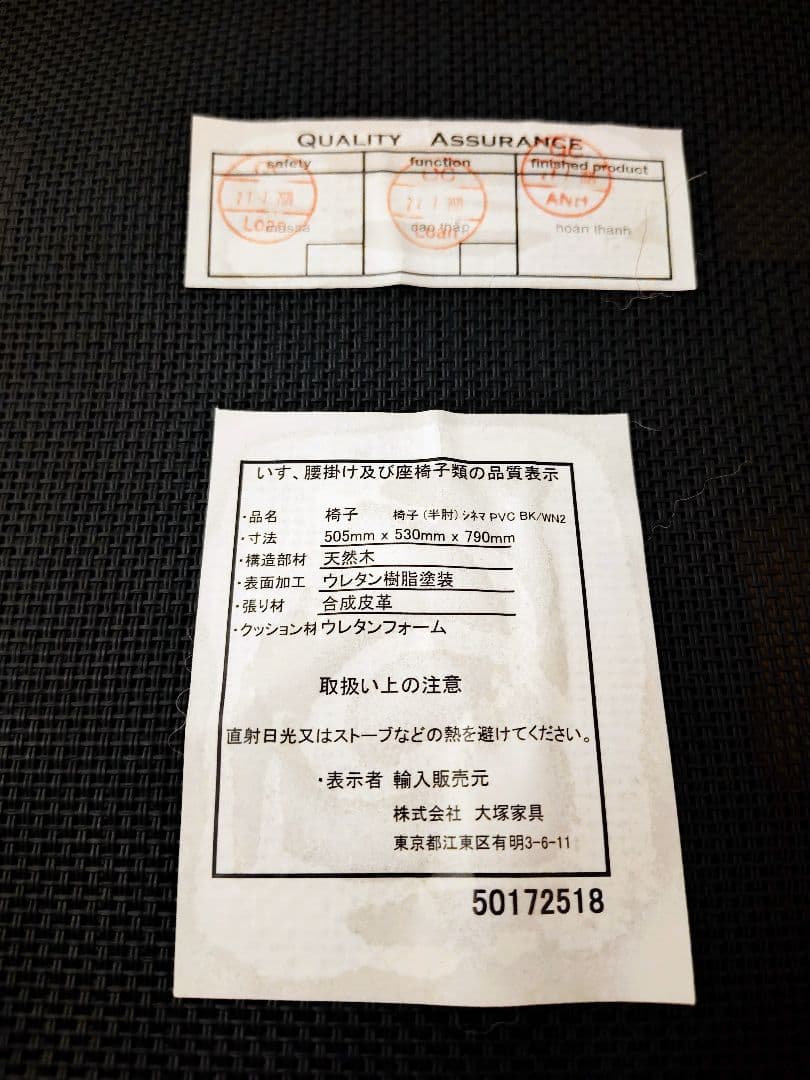 QUALITY ASSURANCE
safety function finished product
Loan Loan ANH
dao thấp hoàn thành
いす、腰掛け及び座椅子類の品質表示
・品名 椅子 椅子(半肘)シネマ PVC BK/WN2
・寸法 505mm x 530mm x 790mm
・構造部材 天然木
・表面加工 ウレタン樹脂塗装
・張り材 合成皮革
・クッション材 ウレタンフォーム
取扱い上の注意
直射日光又はストーブなどの熱を避けてください。
・表示者 輸入販売元
株式会社 大塚家具
東京都江東区有明3-6-11
50172518